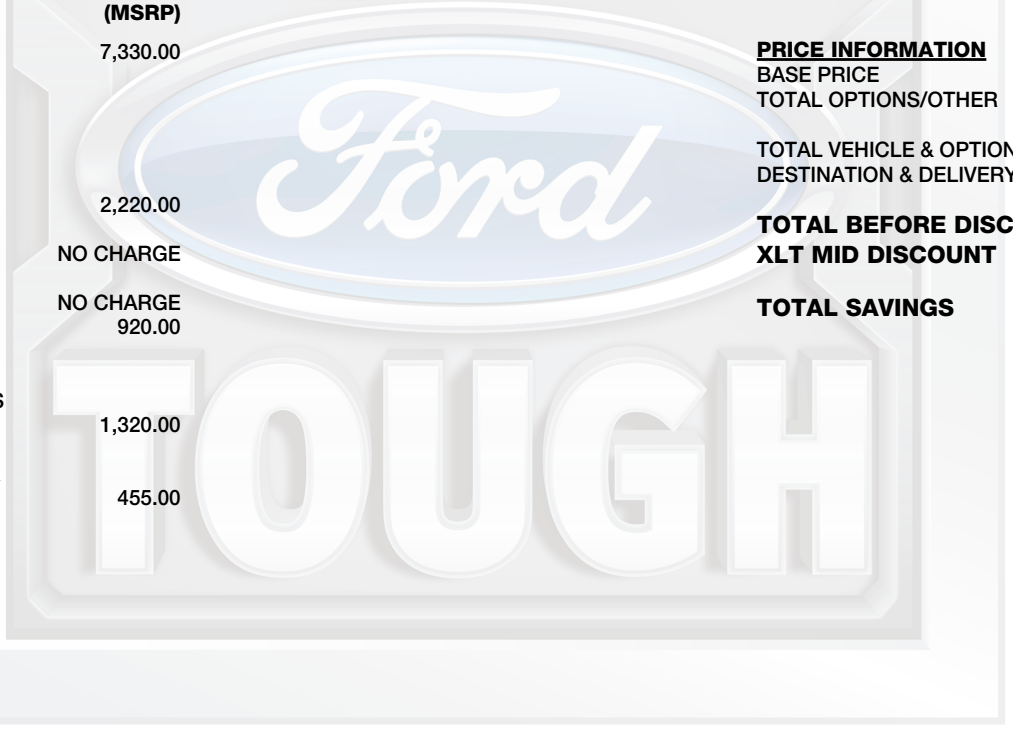 (MSRP)
7,330.00
2,220.00
NO CHARGE
NO CHARGE
920.00
S
1,320.00
455.00
Ford
TOUGH
PRICE INFORMATION
BASE PRICE
TOTAL OPTIONS/OTHER
TOTAL VEHICLE & OPTION
DESTINATION & DELIVERY
TOTAL BEFORE DISC
XLT MID DISCOUNT
TOTAL SAVINGS